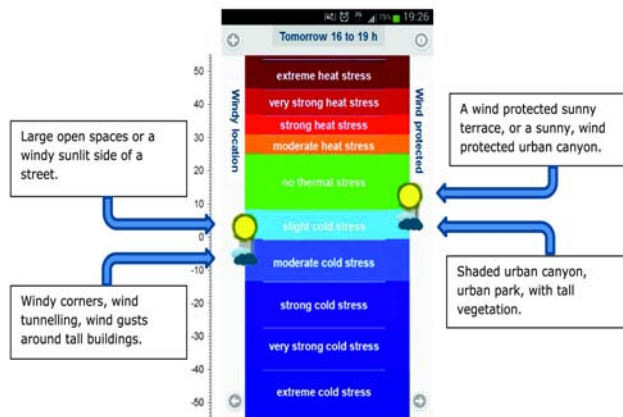 3G 75% 19:26
Tomorrow 16 to 19 h
Windy location
Wind protected
50
40
30
20
10
0
-10
-20
-30
-40
-50
extreme heat stress
very strong heat stress
strong heat stress
moderate heat stress
no thermal stress
slight cold stress
moderate cold stress
strong cold stress
very strong cold stress
extreme cold stress
Large open spaces or a
windy sunlit side of a
street.
Windy corners, wind
tunnelling, wind gusts
around tall buildings.
A wind protected sunny
terrace, or a sunny, wind
protected urban canyon.
Shaded urban canyon,
urban park, with tall
vegetation.